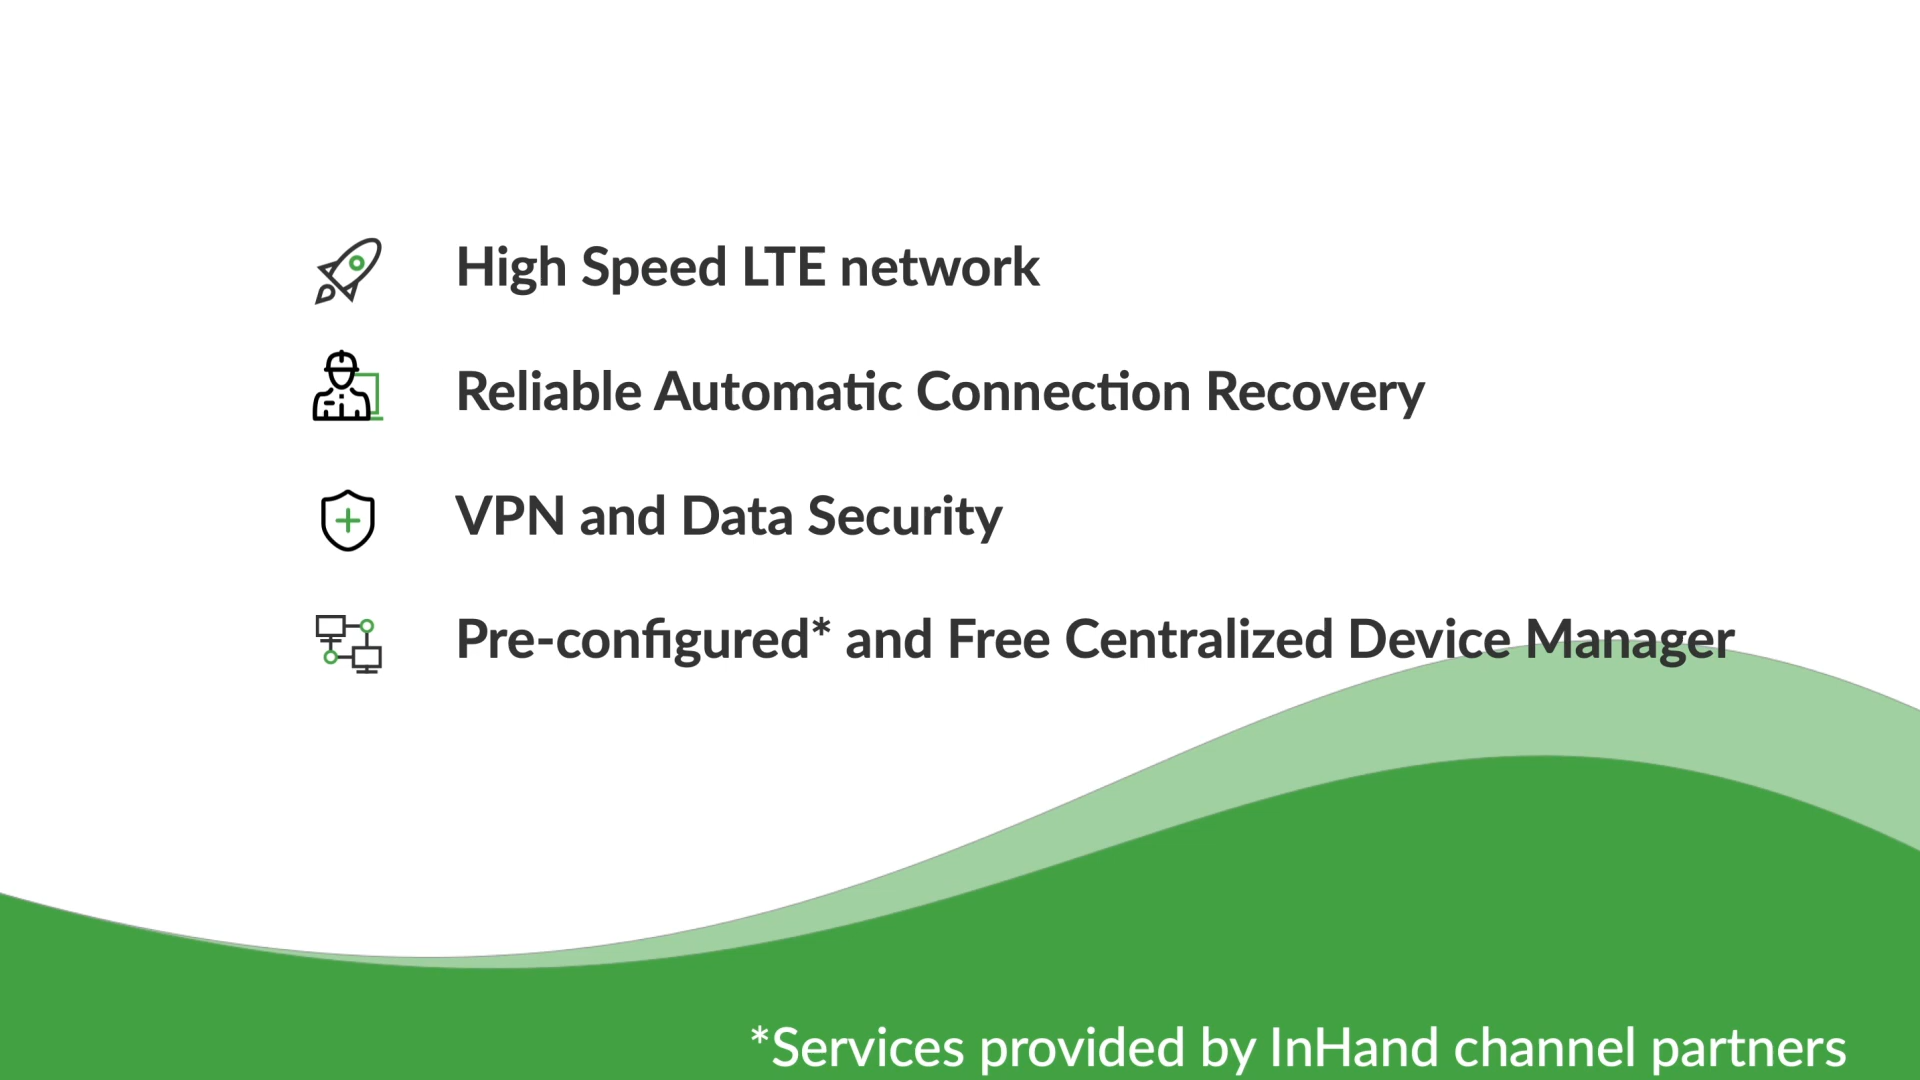 High Speed LTE network
Reliable Automatic Connection Recovery
VPN and Data Security
Pre-configured* and Free Centralized Device Manager
*Services provided by InHand channel partners